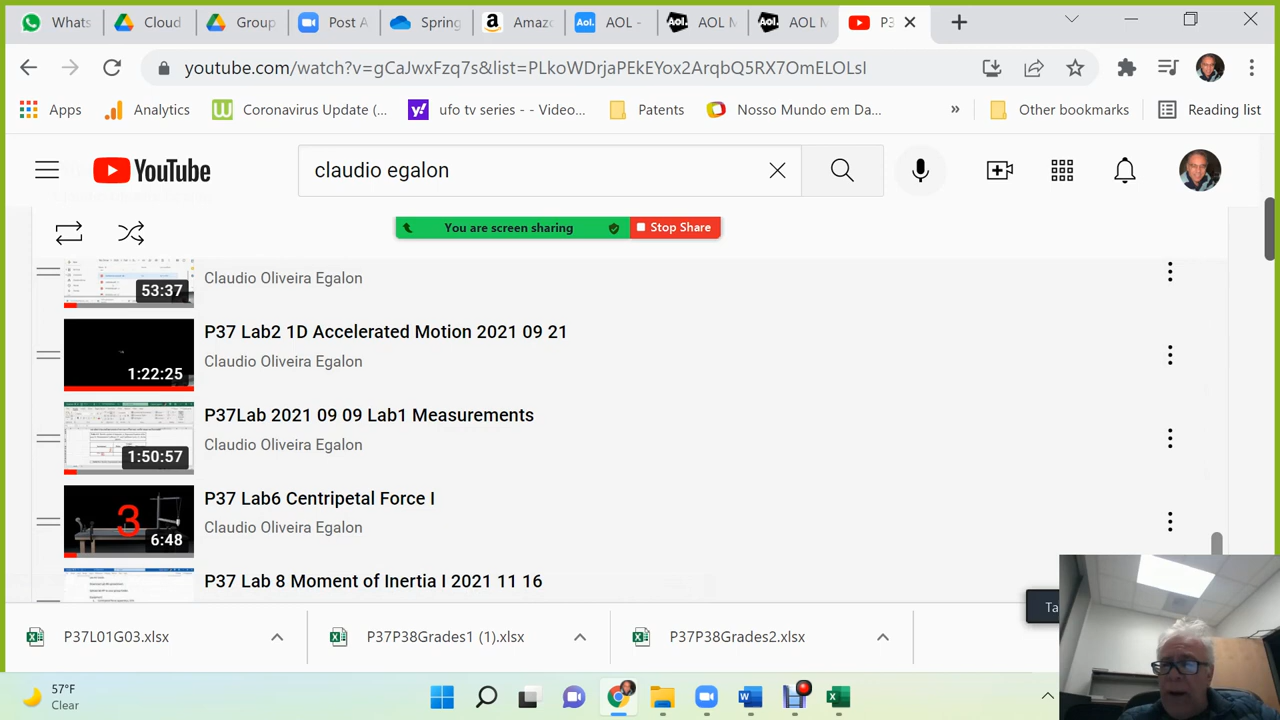 Whats
Cloud
Group
Post A
Spring
Amaz
AOL -
AOL M
AOL M
P3
youtube.com/watch?v=gCaJwxFzq7s&list=PLkoWDrjaPEkEYox2ArqbQ5RX7OmELOLsI
Apps
Analytics
Coronavirus Update (...
ufo tv series - - Video...
Patents
Nosso Mundo em Da...
»
Other bookmarks
Reading list
YouTube
claudio egalon
You are screen sharing
Stop Share
Claudio Oliveira Egalon
53:37
P37 Lab2 1D Accelerated Motion 2021 09 21
Claudio Oliveira Egalon
1:22:25
P37Lab 2021 09 09 Lab1 Measurements
Claudio Oliveira Egalon
1:50:57
P37 Lab6 Centripetal Force I
Claudio Oliveira Egalon
3
6:48
P37 Lab 8 Moment of Inertia I 2021 11 16
Ta
P37L01G03.xlsx
P37P38Grades1 (1).xlsx
P37P38Grades2.xlsx
57°F
Clear